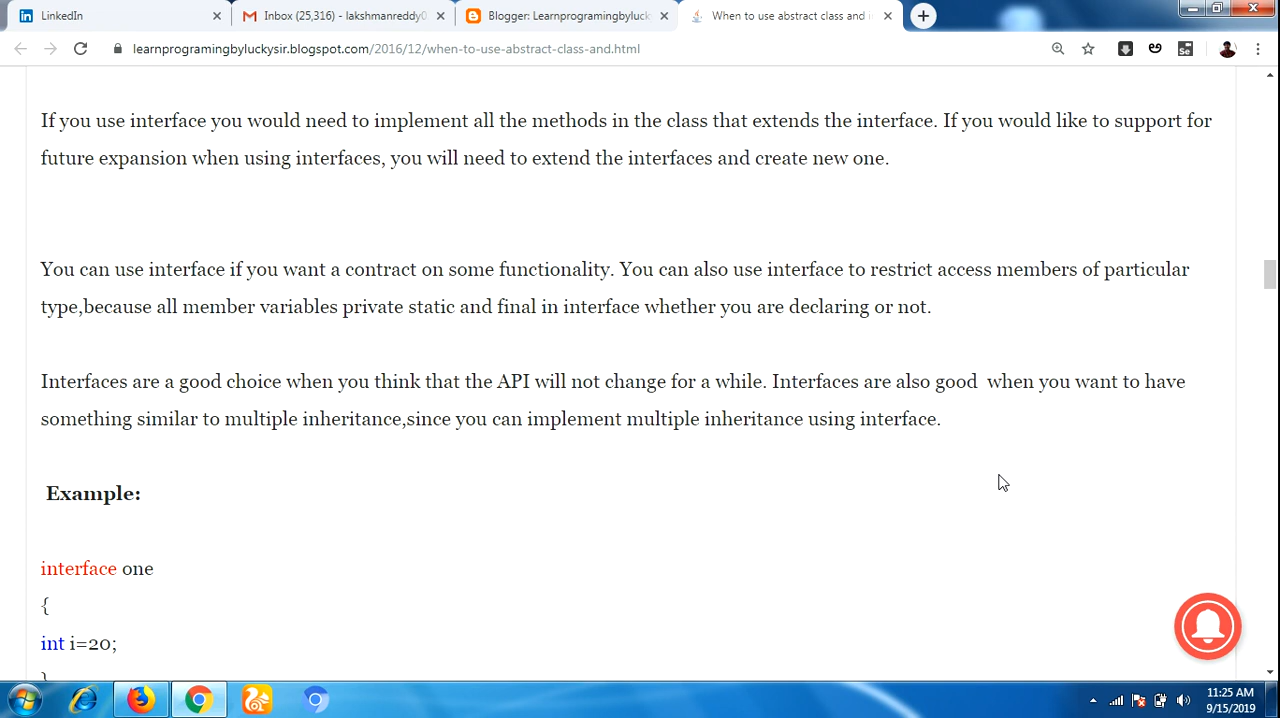 LinkedIn
Inbox (25,316) - lakshmanreddy0
Blogger: Learnprogramingbyluck
When to use abstract class and
learnprogramingbyluckysir.blogspot.com/2016/12/when-to-use-abstract-class-and.html
Se
If you use interface you would need to implement all the methods in the class that extends the interface. If you would like to support for
future expansion when using interfaces, you will need to extend the interfaces and create new one.
You can use interface if you want a contract on some functionality. You can also use interface to restrict access members of particular
type,because all member variables private static and final in interface whether you are declaring or not.
Interfaces are a good choice when you think that the API will not change for a while. Interfaces are also good  when you want to have
something similar to multiple inheritance,since you can implement multiple inheritance using interface.
Example:
interface one
{
int i=20;
}
11:25 AM
9/15/2019